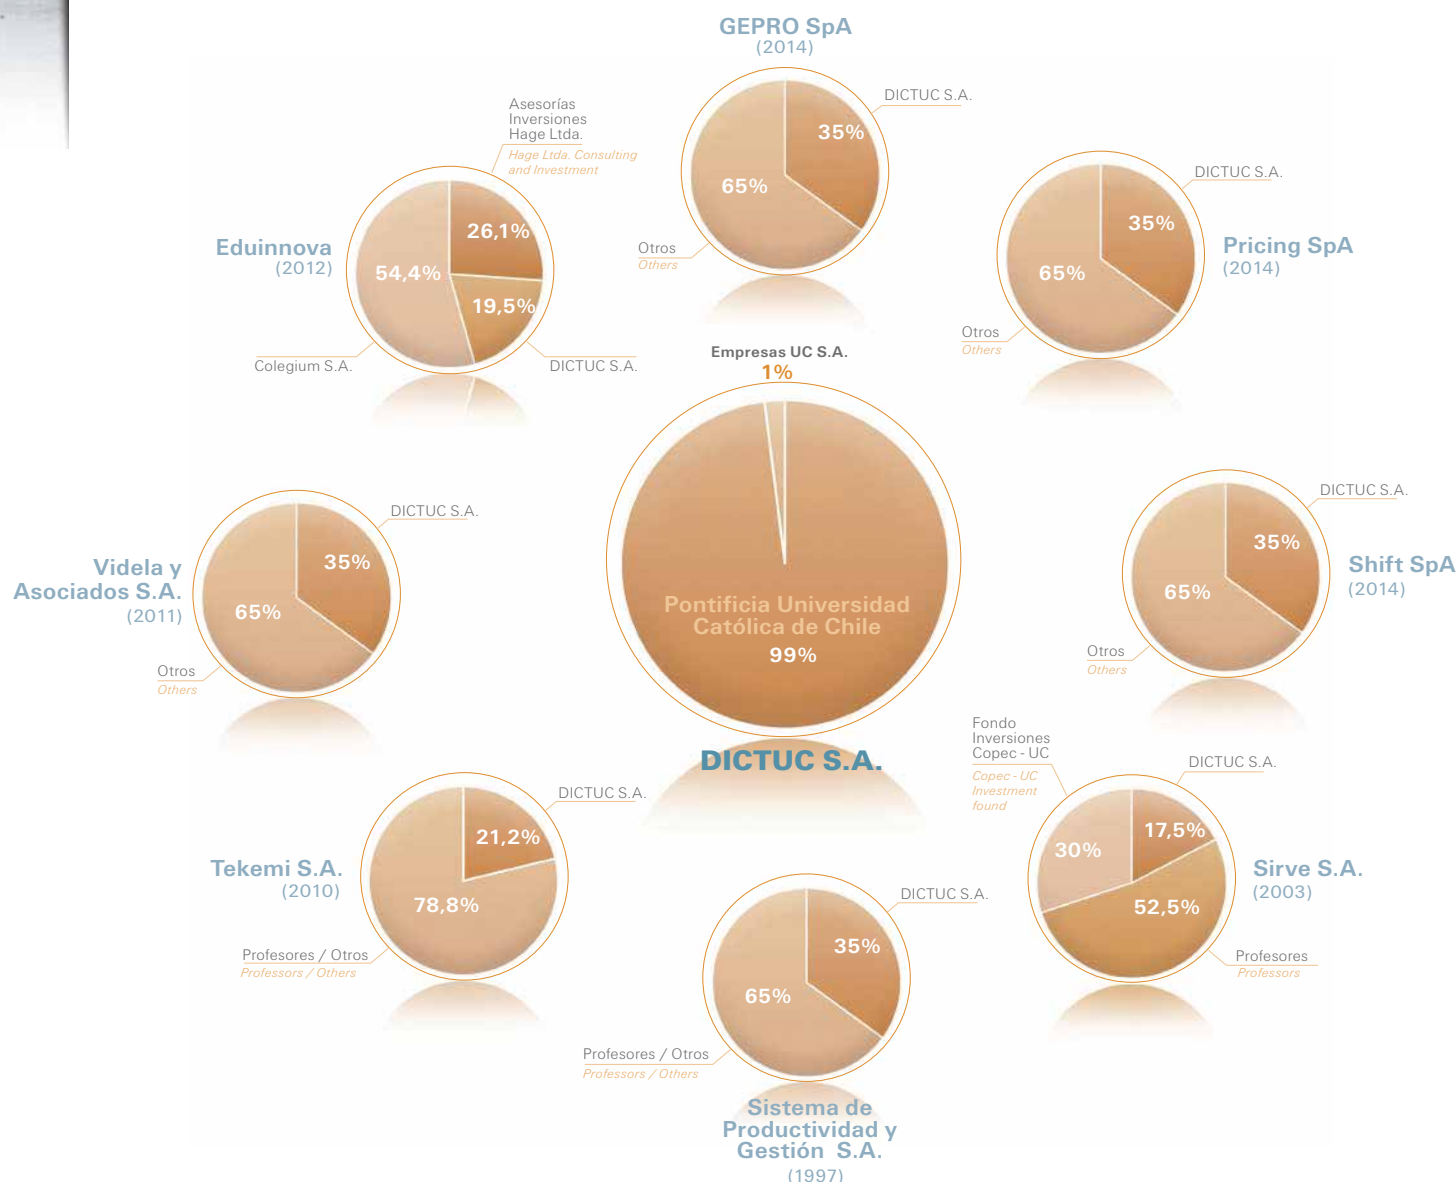 GEPRO SpA
(2014)
DICTUC S.A.
35%
65%
Otros
Others
Asesorías
Inversiones
Hage Ltda.
Hage Ltda. Consulting
and Investment
Eduinnova
(2012)
26,1%
54,4%
19,5%
Colegium S.A.
DICTUC S.A.
DICTUC S.A.
35%
65%
Pricing SpA
(2014)
Otros
Others
Empresas UC S.A.
1%
Pontificia Universidad
Católica de Chile
99%
DICTUC S.A.
DICTUC S.A.
35%
65%
Videla y
Asociados S.A.
(2011)
Otros
Others
DICTUC S.A.
35%
65%
Shift SpA
(2014)
Otros
Others
Fondo
Inversiones
Copec - UC
Copec - UC
Investment
found
DICTUC S.A.
17,5%
30%
52,5%
Sirve S.A.
(2003)
Profesores
Professors
DICTUC S.A.
21,2%
78,8%
Tekemi S.A.
(2010)
Profesores / Otros
Professors / Others
DICTUC S.A.
35%
65%
Profesores / Otros
Professors / Others
Sistema de
Productividad y
Gestión S.A.
(1997)